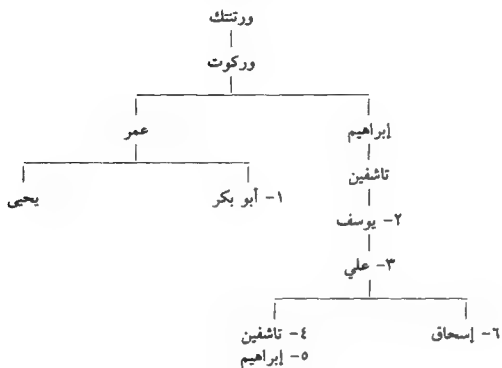 ورتنتك
وركوت
إبراهيم
عمر
تاشفين
١- أبو بكر
يحيى
٢- يوسف
٣- علي
٦- إسحاق
٤- تاشفين
٥- إبراهيم